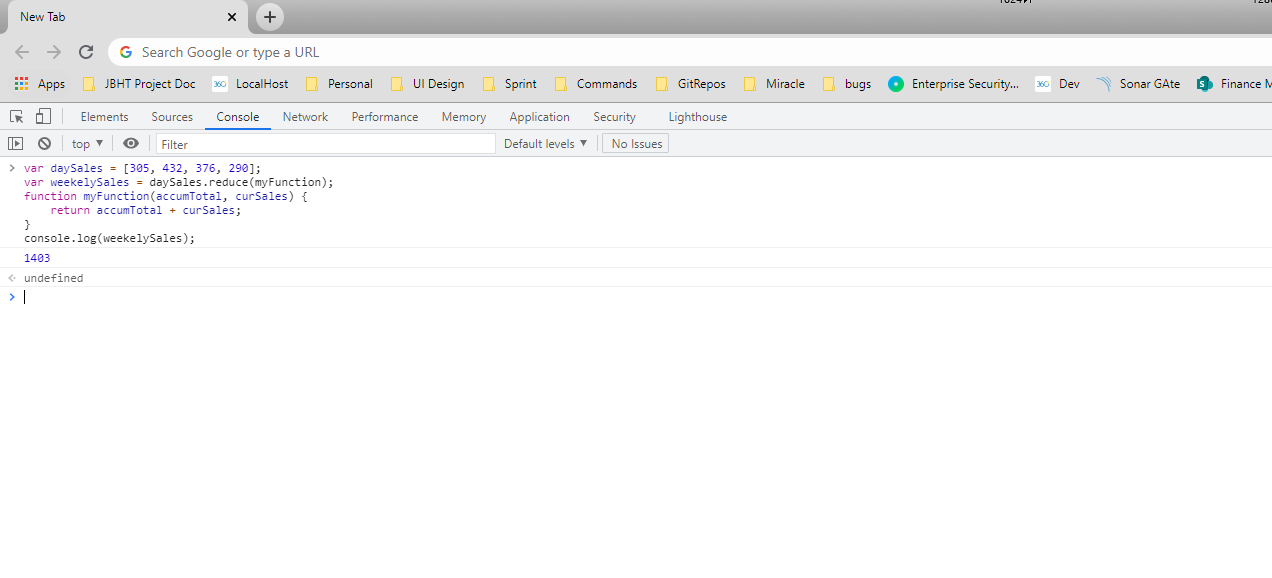 New Tab
Search Google or type a URL
Apps JBHT Project Doc 360 LocalHost Personal UI Design Sprint Commands GitRepos Miracle bugs Enterprise Security... 360 Dev Sonar GAte Finance M
Elements Sources Console Network Performance Memory Application Security Lighthouse
top Filter Default levels No Issues
var daySales = [305, 432, 376, 290];
var weekelySales = daySales.reduce(myFunction);
function myFunction(accumTotal, curSales) {
    return accumTotal + curSales;
}
console.log(weekelySales);
1403
undefined